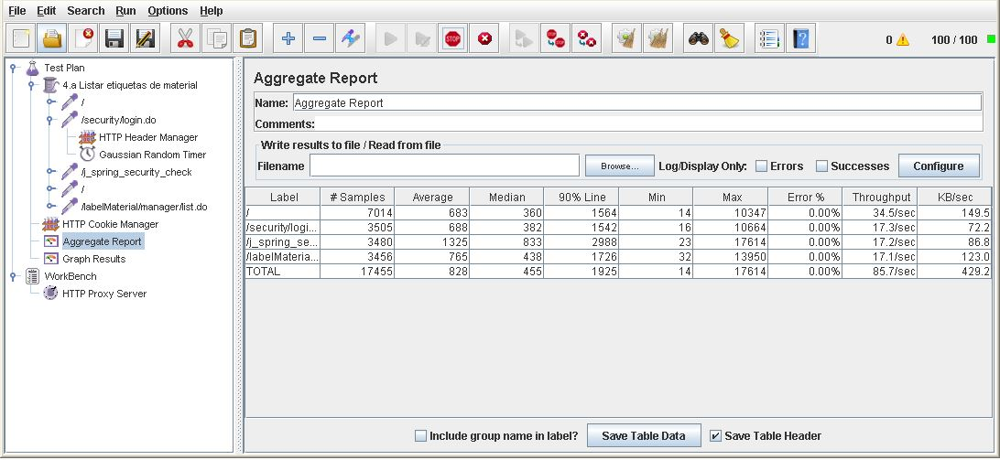 File Edit Search Run Options Help
STOP
0 100 / 100
Test Plan
4.a Listar etiquetas de material
/
/security/login.do
HTTP Header Manager
Gaussian Random Timer
/j_spring_security_check
/
/labelMaterial/manager/list.do
HTTP Cookie Manager
Aggregate Report
Graph Results
WorkBench
HTTP Proxy Server
Aggregate Report
Name: Aggregate Report
Comments:
Write results to file / Read from file
Filename Browse... Log/Display Only: Errors Successes Configure
Label # Samples Average Median 90% Line Min Max Error % Throughput KB/sec
/ 7014 683 360 1564 14 10347 0.00% 34.5/sec 149.5
/security/logi... 3505 688 382 1542 16 10664 0.00% 17.3/sec 72.2
/j_spring_se... 3480 1325 833 2988 23 17614 0.00% 17.2/sec 86.8
/labelMateria... 3456 765 438 1726 32 13950 0.00% 17.1/sec 123.0
TOTAL 17455 828 455 1925 14 17614 0.00% 85.7/sec 429.2
Include group name in label? Save Table Data Save Table Header